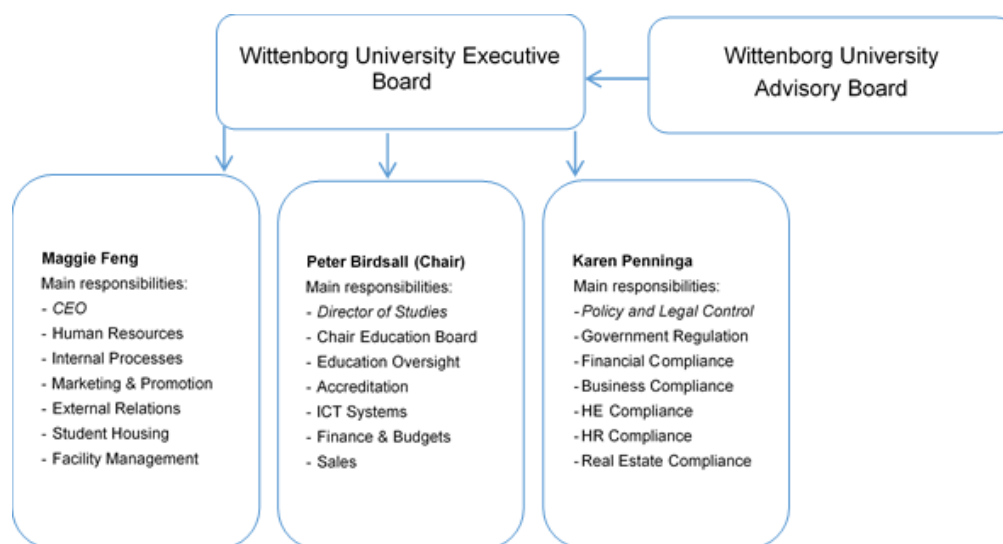 Wittenborg University Executive
Board
Wittenborg University
Advisory Board
Maggie Feng
Main responsibilities:
- CEO
- Human Resources
- Internal Processes
- Marketing & Promotion
- External Relations
- Student Housing
- Facility Management
Peter Birdsall (Chair)
Main responsibilities:
- Director of Studies
- Chair Education Board
- Education Oversight
- Accreditation
- ICT Systems
- Finance & Budgets
- Sales
Karen Penninga
Main responsibilities:
- Policy and Legal Control
- Government Regulation
- Financial Compliance
- Business Compliance
- HE Compliance
- HR Compliance
- Real Estate Compliance